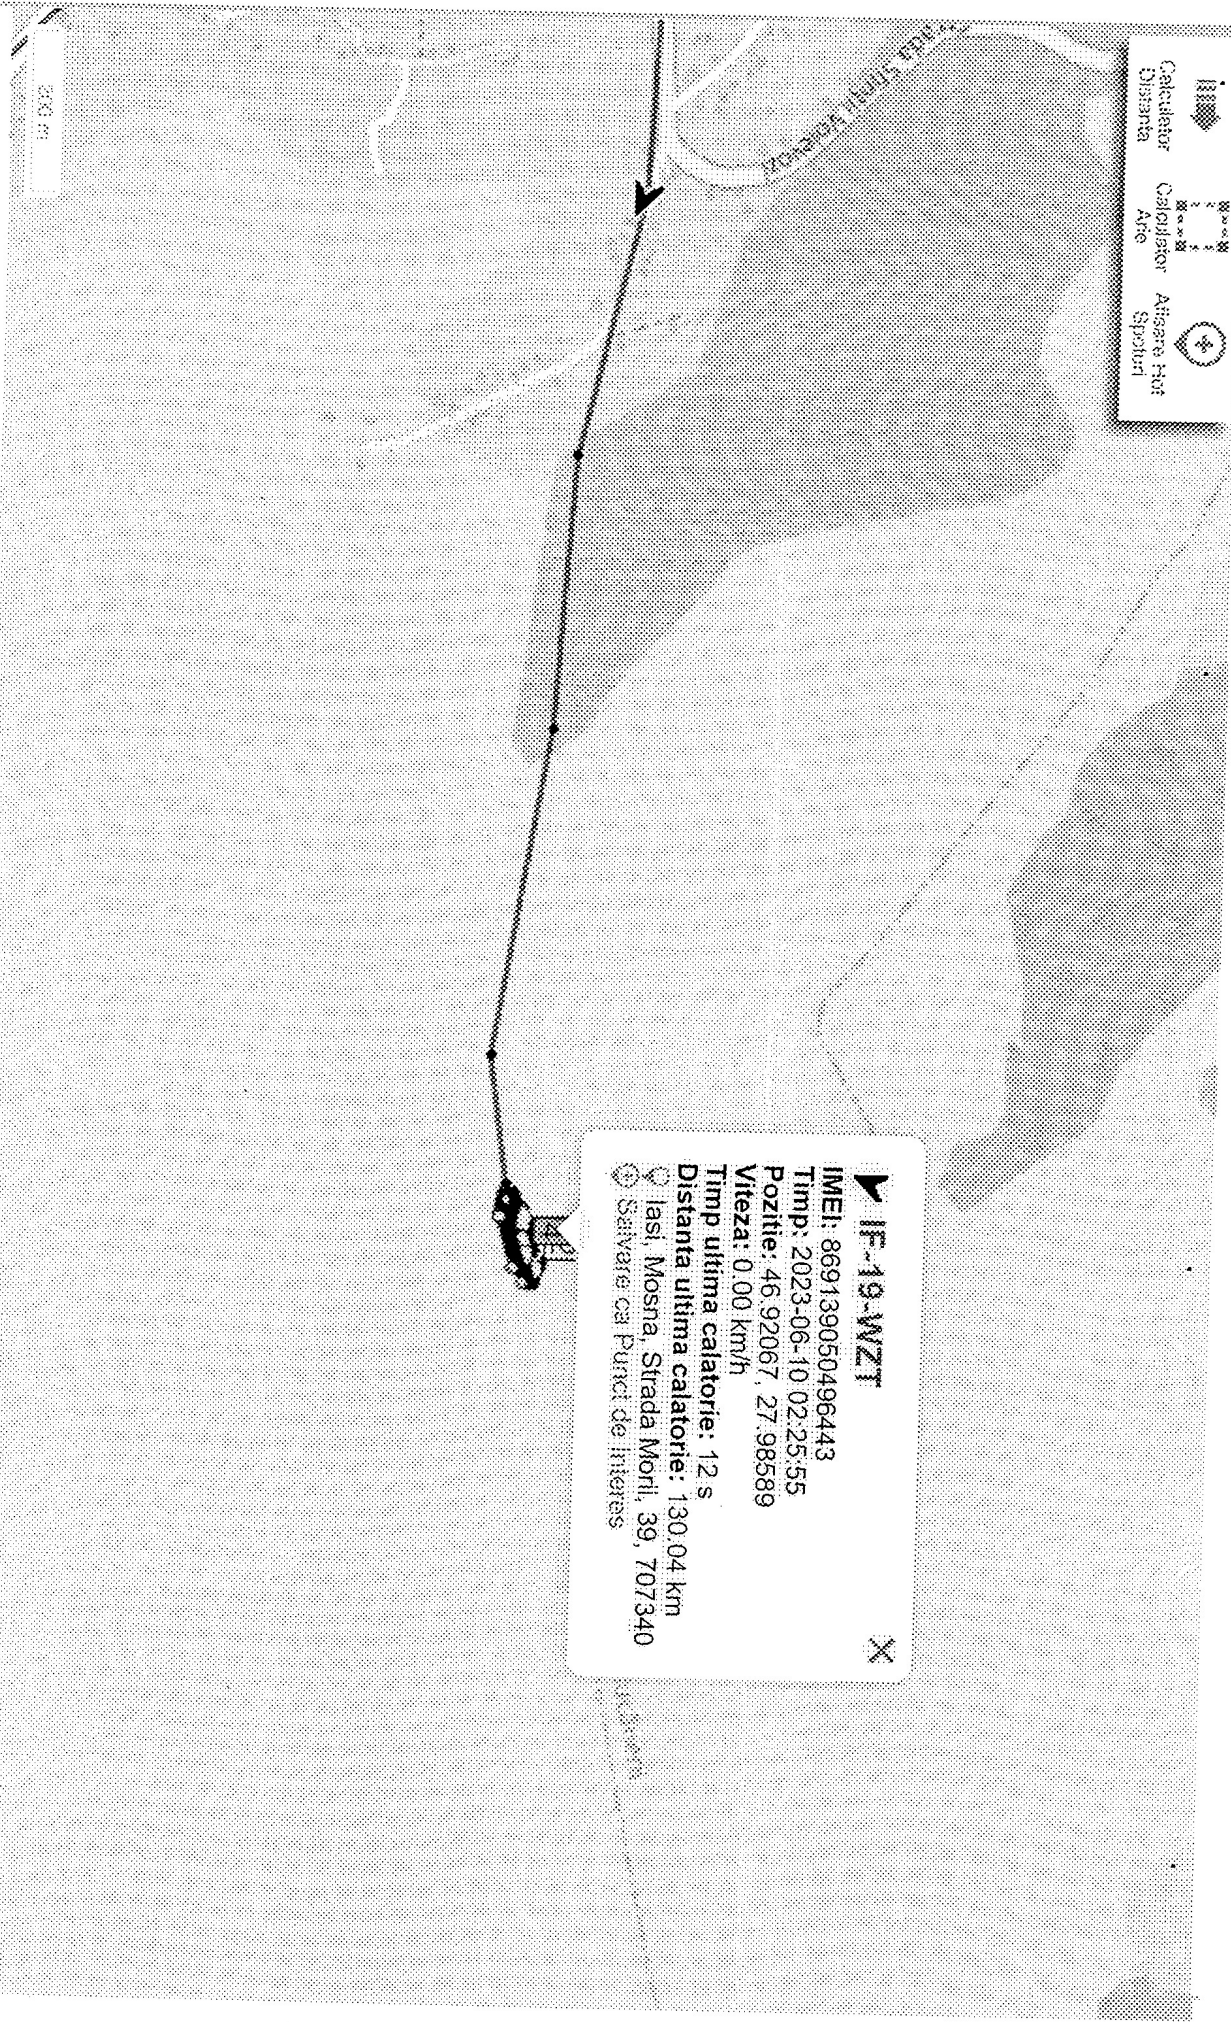 Calculator
Distanta
Calculator
Arie
Afisare Hot
Spoturi
IF-19-WZT
X
IMEI: 869139050496443
Timp: 2023-06-10 02:25:55
Pozitie: 46.92067, 27.98589
Viteza: 0.00 km/h
Timp ultima calatorie: 12 s
Distanta ultima calatorie: 130.04 km
Iasi, Mosna, Strada Morii, 39, 707340
Salvare ca Punct de Interes
200 m